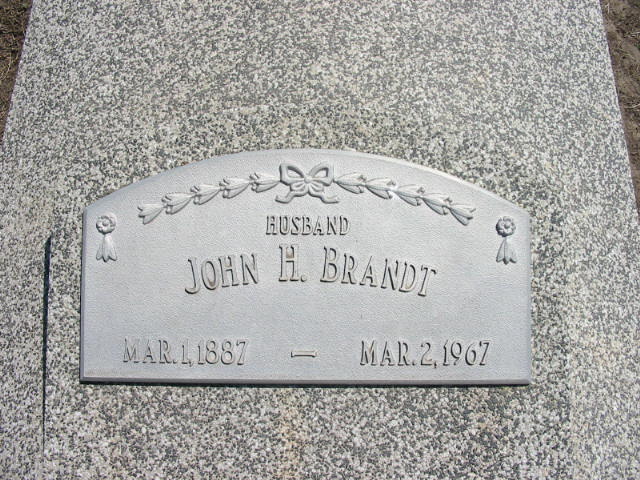 HUSBAND
JOHN H. BRANDT
MAR. 1, 1887 — MAR. 2, 1967